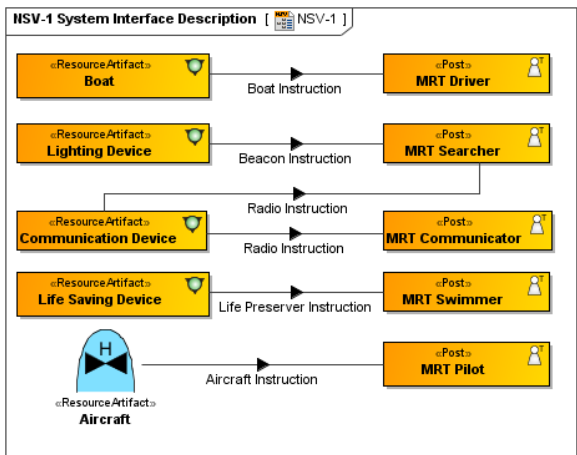 NSV-1 System Interface Description [ NSV-1 ]
«ResourceArtifact»
Boat
Boat Instruction
«Post»
MRT Driver
«ResourceArtifact»
Lighting Device
Beacon Instruction
«Post»
MRT Searcher
Radio Instruction
«ResourceArtifact»
Communication Device
Radio Instruction
«Post»
MRT Communicator
«ResourceArtifact»
Life Saving Device
Life Preserver Instruction
«Post»
MRT Swimmer
H
«ResourceArtifact»
Aircraft
Aircraft Instruction
«Post»
MRT Pilot